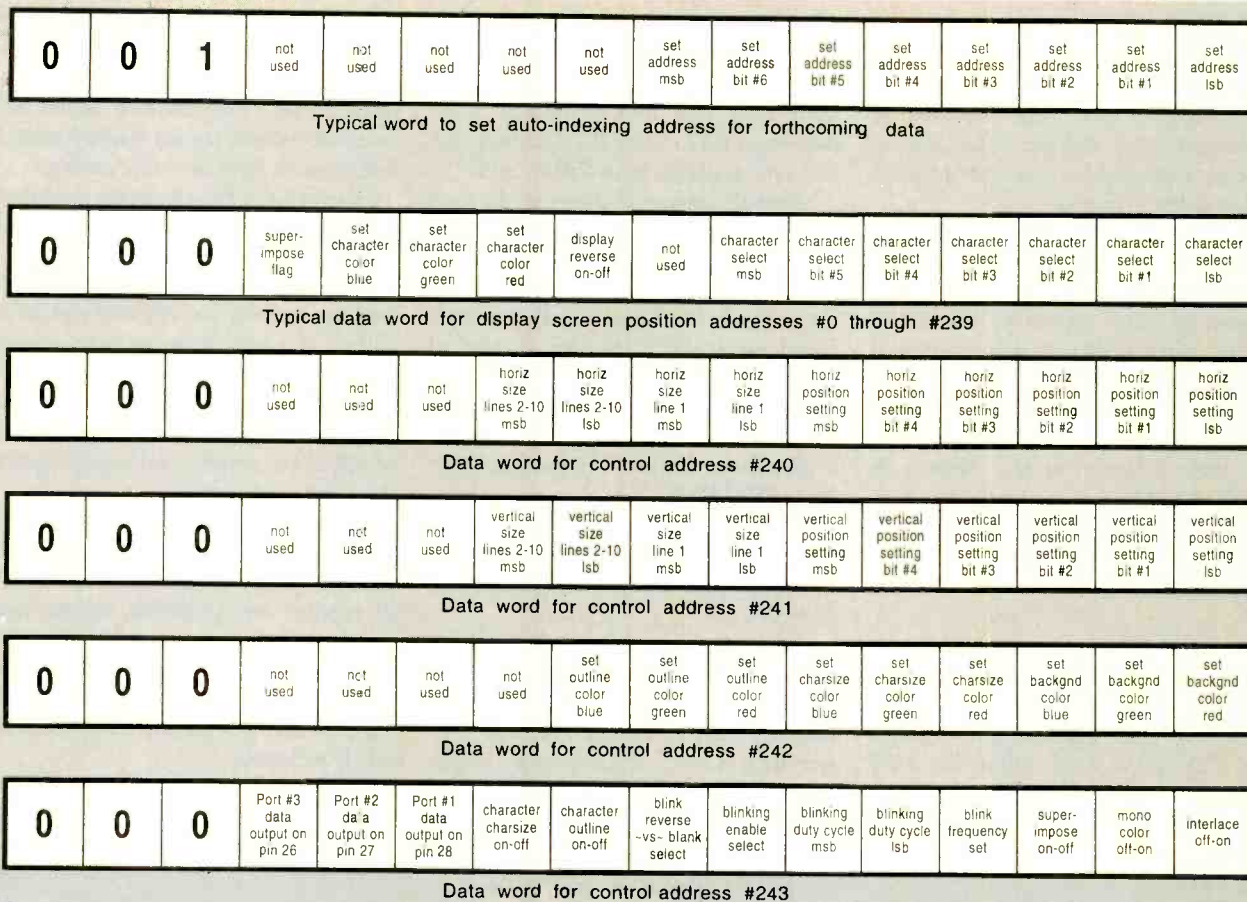 0
0
1
not used
not used
not used
not used
not used
set address msb
set address bit #6
set address bit #5
set address bit #4
set address bit #3
set address bit #2
set address bit #1
set address lsb
Typical word to set auto-indexing address for forthcoming data
0
0
0
super-impose flag
set character color blue
set character color green
set character color red
display reverse on-off
not used
character select msb
character select bit #5
character select bit #4
character select bit #3
character select bit #2
character select bit #1
character select lsb
Typical data word for display screen position addresses #0 through #239
0
0
0
not used
not used
not used
horiz size lines 2-10 msb
horiz size lines 2-10 lsb
horiz size line 1 msb
horiz size line 1 lsb
horiz position setting msb
horiz position setting bit #4
horiz position setting bit #3
horiz position setting bit #2
horiz position setting bit #1
horiz position setting lsb
Data word for control address #240
0
0
0
not used
not used
not used
vertical size lines 2-10 msb
vertical size lines 2-10 lsb
vertical size line 1 msb
vertical size line 1 lsb
vertical position setting msb
vertical position setting bit #4
vertical position setting bit #3
vertical position setting bit #2
vertical position setting bit #1
vertical position setting lsb
Data word for control address #241
0
0
0
not used
not used
not used
not used
set outline color blue
set outline color green
set outline color red
set charsize color blue
set charsize color green
set charsize color red
set backgnd color blue
set backgnd color green
set backgnd color red
Data word for control address #242
0
0
0
Port #3 data output on pin 26
Port #2 data output on pin 27
Port #1 data output on pin 28
character charsize on-off
character outline on-off
blink reverse ~vs~ blank select
blinking enable select
blinking duty cycle msb
blinking duty cycle lsb
blink frequency set
super-impose on-off
mono color off-on
interlace off-on
Data word for control address #243